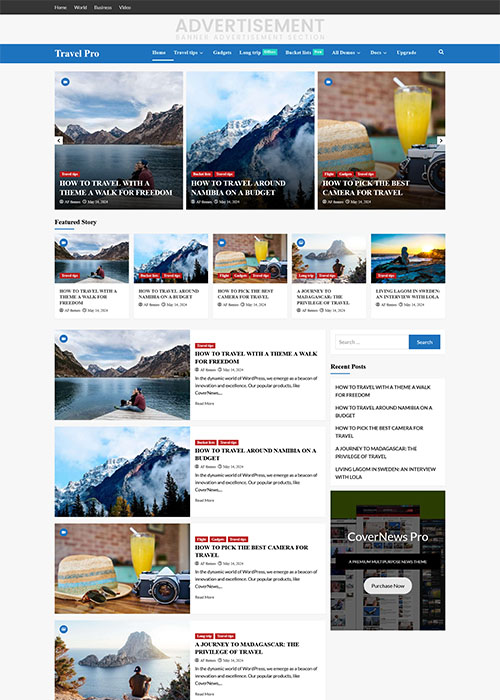 Home World Business Video
ADVERTISEMENT
BANNER ADVERTISEMENT SECTION
Travel Pro
Home Travel tips Gadgets Long trip Offers Bucket lists New All Demos Docs Upgrade
Travel tips
HOW TO TRAVEL WITH A
THEME A WALK FOR FREEDOM
AF themes May 14, 2024
Bucket lists Travel tips
HOW TO TRAVEL AROUND
NAMIBIA ON A BUDGET
AF themes May 14, 2024
Flight Gadgets Travel tips
HOW TO PICK THE BEST
CAMERA FOR TRAVEL
AF themes May 14, 2024
Featured Story
Travel tips
HOW TO TRAVEL WITH A
THEME A WALK FOR
FREEDOM
AF themes May 14, 2024
Bucket lists Travel tips
HOW TO TRAVEL AROUND
NAMIBIA ON A BUDGET
AF themes May 14, 2024
Flight Gadgets Travel tips
HOW TO PICK THE BEST
CAMERA FOR TRAVEL
AF themes May 14, 2024
Long trip Travel tips
A JOURNEY TO
MADAGASCAR: THE
PRIVILEGE OF TRAVEL
AF themes May 14, 2024
Travel tips
LIVING LAGOM IN SWEDEN:
AN INTERVIEW WITH LOLA
AF themes May 14, 2024
Travel tips
HOW TO TRAVEL WITH A THEME A WALK
FOR FREEDOM
AF themes May 14, 2024
In the dynamic world of WordPress, we emerge as a beacon of
innovation and excellence. Our popular products, like
CoverNews,...
Read More
Bucket lists Travel tips
HOW TO TRAVEL AROUND NAMIBIA ON A
BUDGET
AF themes May 14, 2024
In the dynamic world of WordPress, we emerge as a beacon of
innovation and excellence. Our popular products, like
CoverNews,...
Read More
Flight Gadgets Travel tips
HOW TO PICK THE BEST CAMERA FOR
TRAVEL
AF themes May 14, 2024
In the dynamic world of WordPress, we emerge as a beacon of
innovation and excellence. Our popular products, like
CoverNews,...
Read More
Long trip Travel tips
A JOURNEY TO MADAGASCAR: THE
PRIVILEGE OF TRAVEL
AF themes May 14, 2024
In the dynamic world of WordPress, we emerge as a beacon of
innovation and excellence. Our popular products, like
CoverNews,...
Read More
Search ... Search
Recent Posts
HOW TO TRAVEL WITH A THEME A WALK
FOR FREEDOM
HOW TO TRAVEL AROUND NAMIBIA ON A
BUDGET
HOW TO PICK THE BEST CAMERA FOR
TRAVEL
A JOURNEY TO MADAGASCAR: THE
PRIVILEGE OF TRAVEL
LIVING LAGOM IN SWEDEN: AN INTERVIEW
WITH LOLA
CoverNews Pro
A PREMIUM MULTIPURPOSE NEWS THEME
Purchase Now